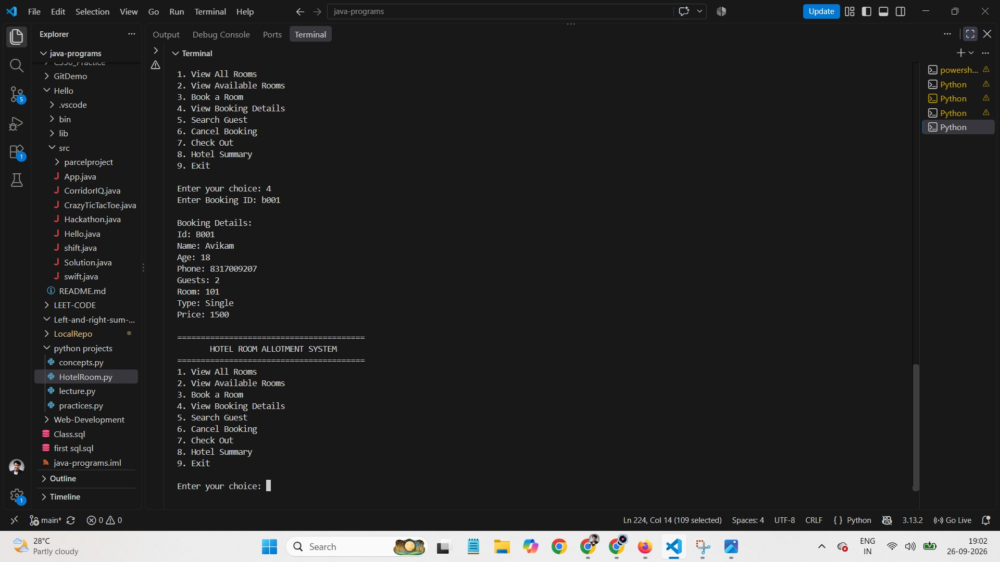 File Edit Selection View Go Run Terminal Help
java-programs
Update
Explorer
java-programs
CS50_Practice
GitDemo
Hello
.vscode
bin
lib
src
parcelproject
App.java
CorridorIQ.java
CrazyTicTacToe.java
Hackathon.java
Hello.java
shift.java
Solution.java
swift.java
README.md
LEET-CODE
Left-and-right-sum-...
LocalRepo
python projects
concepts.py
HotelRoom.py
lecture.py
practices.py
Web-Development
Class.sql
first sql.sql
java-programs.iml
Outline
Timeline
5
1
1
Output Debug Console Ports Terminal
Terminal
1. View All Rooms
2. View Available Rooms
3. Book a Room
4. View Booking Details
5. Search Guest
6. Cancel Booking
7. Check Out
8. Hotel Summary
9. Exit
Enter your choice: 4
Enter Booking ID: b001
Booking Details:
Id: B001
Name: Avikam
Age: 18
Phone: 8317009207
Guests: 2
Room: 101
Type: Single
Price: 1500
========================================
HOTEL ROOM ALLOTMENT SYSTEM
========================================
1. View All Rooms
2. View Available Rooms
3. Book a Room
4. View Booking Details
5. Search Guest
6. Cancel Booking
7. Check Out
8. Hotel Summary
9. Exit
Enter your choice:
powersh...
Python
Python
Python
Python
main* 0 0 Ln 224, Col 14 (109 selected) Spaces: 4 UTF-8 CRLF { } Python 3.13.2 Go Live
28°C
Partly cloudy
Search
ENG
IN
19:02
26-09-2026